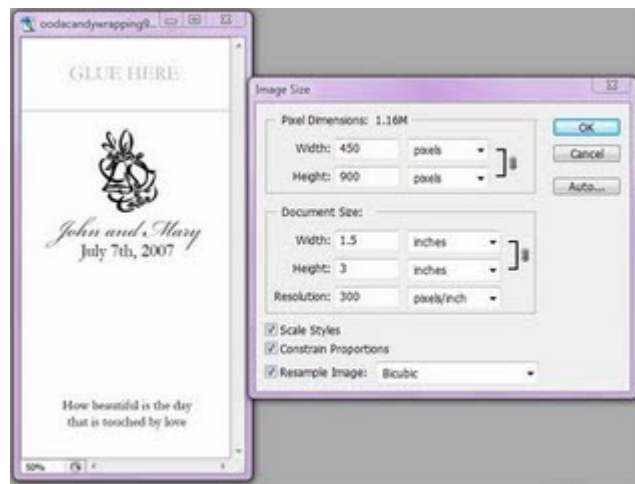 oodacandywrapping9...
GLUE HERE
John and Mary
July 7th, 2007
How beautiful is the day
that is touched by love
50%
Image Size
Pixel Dimensions: 1.16M
Width: 450 pixels
Height: 900 pixels
Document Size:
Width: 1.5 inches
Height: 3 inches
Resolution: 300 pixels/inch
Scale Styles
Constrain Proportions
Resample Image: Bicubic
OK
Cancel
Auto...